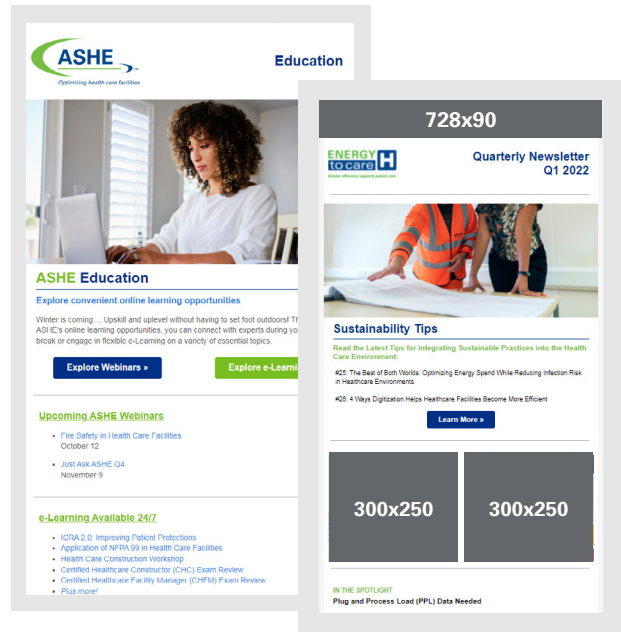 ASHE
Optimizing health care facilities
Education
ASHE Education
Explore convenient online learning opportunities
Winter is coming ... Upskill and uplevel without having to set foot outdoors! Th
ASHE's online learning opportunities, you can connect with experts during yo
break or engage in flexible e-Learning on a variety of essential topics.
Explore Webinars »
Explore e-Learni
Upcoming ASHE Webinars
• Fire Safety in Health Care Facilities
October 12
• Just Ask ASHE Q4
November 9
e-Learning Available 24/7
• ICRA 2.0: Improving Patient Protections
• Application of NFPA 99 in Health Care Facilities
• Health Care Construction Workshop
• Certified Healthcare Constructor (CHC) Exam Review
• Certified Healthcare Facility Manager (CHFM) Exam Review
• Plus more!
728x90
ENERGY
to care H
Greater efficiency supports patient care
Quarterly Newsletter
Q1 2022
Sustainability Tips
Read the Latest Tips for Integrating Sustainable Practices into the Health
Care Environment:
#25: The Best of Both Worlds: Optimizing Energy Spend While Reducing Infection Risk
in Healthcare Environments
#26: 4 Ways Digitization Helps Healthcare Facilities Become More Efficient
Learn More »
300x250
300x250
IN THE SPOTLIGHT
Plug and Process Load (PPL) Data Needed